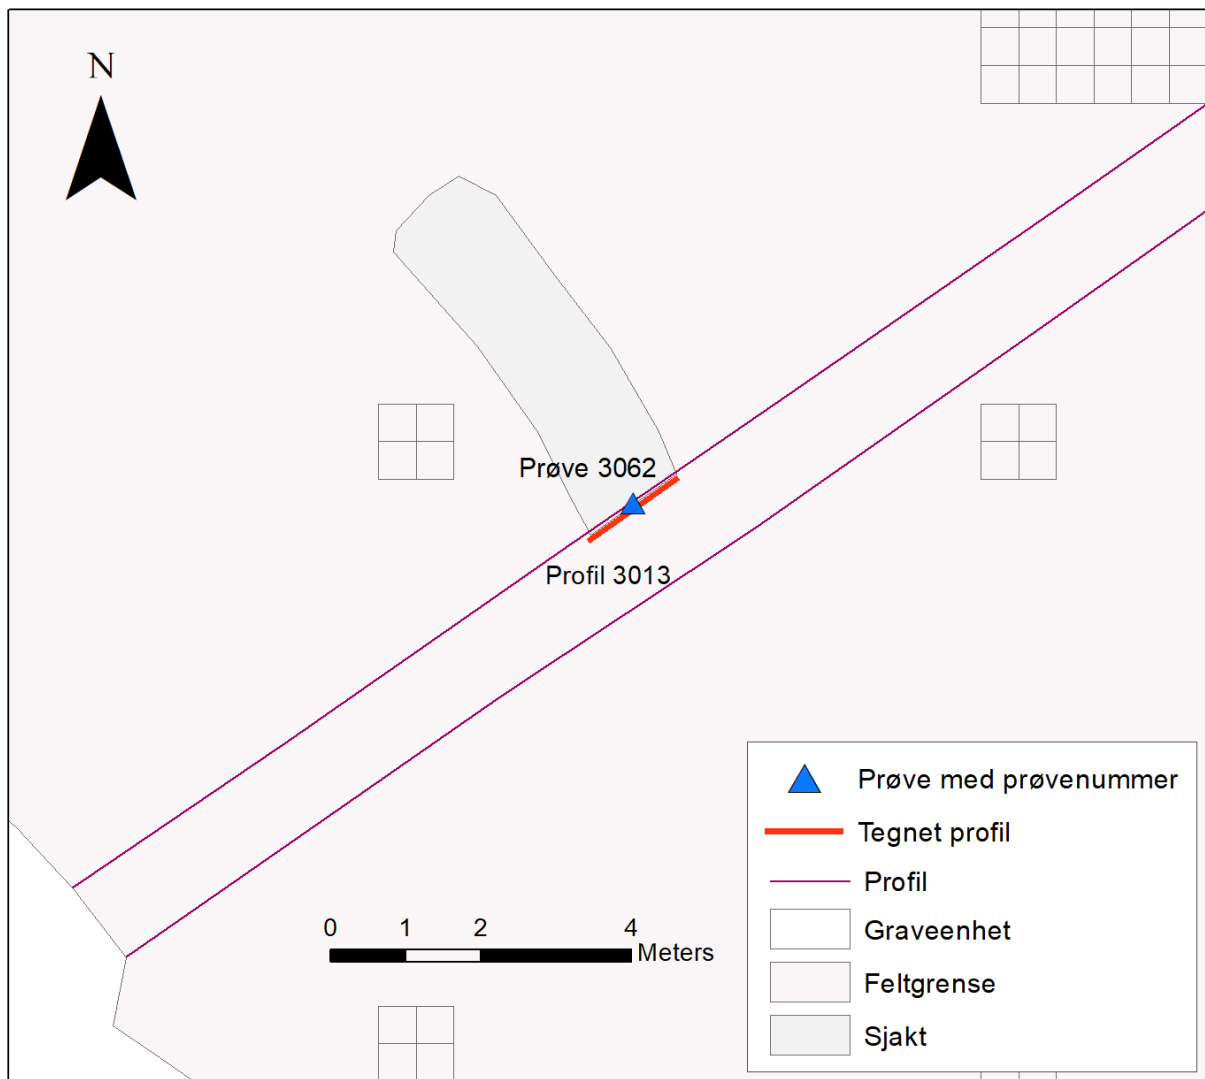 N
Prøve 3062
Profil 3013
Prøve med prøvenummer
Tegnet profil
Profil
Graveenhet
Feltgrense
Sjakt
0 1 2 4
Meters